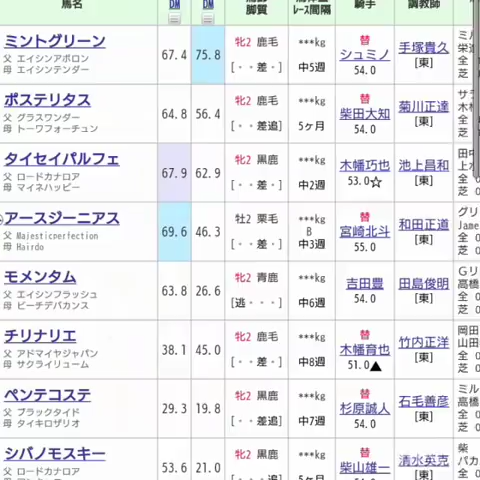 馬名 DM DM 脚質 ﾚｰｽ間隔 騎手 調教師
ミントグリーン 67.4 75.8 牝2 鹿毛 ***kg 替 手塚貴久
父 エイシンアポロン シュミノ [東]
母 エイシンテンダー [・・差・] 中5週 54.0
ポステリタス 64.8 56.4 牝2 鹿毛 ***kg 替 菊川正達
父 グラスワンダー 柴田大知 [東]
母 トーワフォーチュン [・・差追] 5ヶ月 54.0
タイセイパルフェ 67.9 62.9 牝2 黒鹿 ***kg 木幡巧也 池上昌和
父 ロードカナロア 53.0☆ [東]
母 マイネハッピー [・・差・] 中2週
アースジーニアス 69.6 46.3 牡2 栗毛 ***kg 替 和田正道
父 Majesticperfection B 宮崎北斗 [東]
母 Hairdo [・・差・] 中3週 55.0
モメンタム 63.8 26.6 牝2 青鹿 ***kg 吉田豊 田島俊明
父 エイシンフラッシュ 54.0 [東]
母 ビーチデパカンス [逃・・・] 中6週
チリナリエ 38.1 45.0 牝2 鹿毛 ***kg 替 竹内正洋
父 アドマイヤジャパン 木幡育也 [東]
母 サクライリューム [・・差・] 中8週 51.0▲
ペンテコステ 29.3 19.8 牝2 黒鹿 ***kg 替 石毛善彦
父 ブラックタイド 杉原誠人 [東]
母 タイキロザリオ [・・差追] 中7週 54.0
シバノモスキー 53.6 21.0 牝2 黒鹿 ***kg 替 清水英克
父 ロードカナロア 柴山雄一